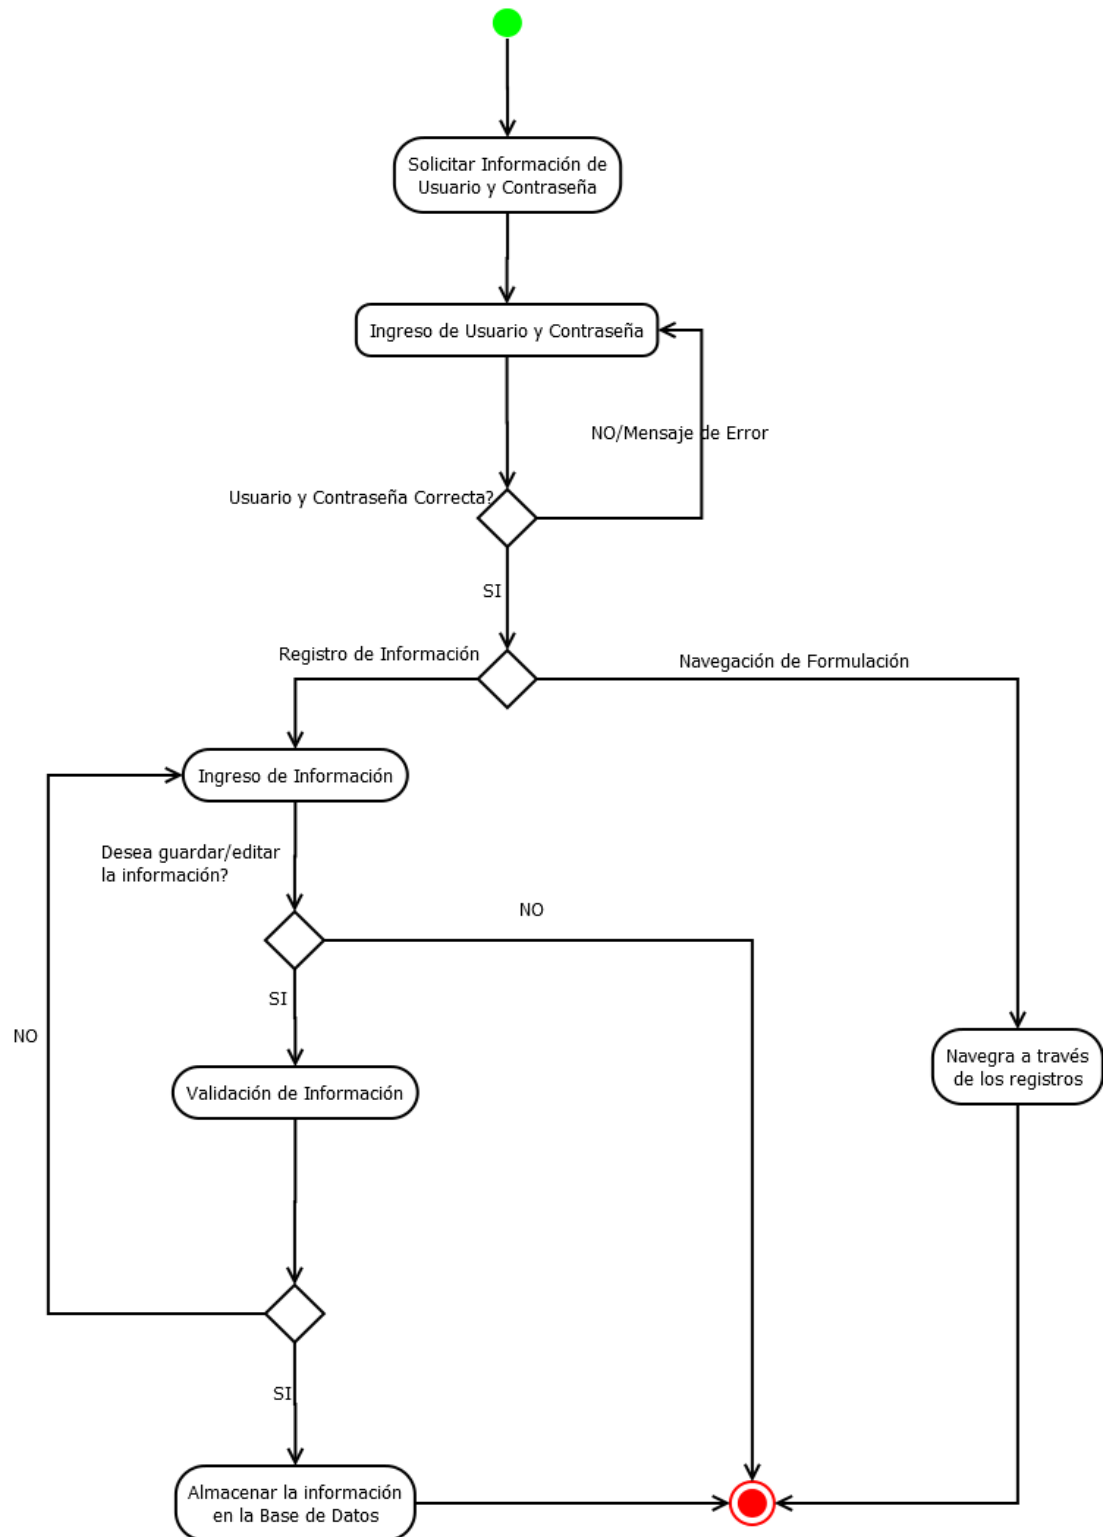 Solicitar Información de
Usuario y Contraseña
Ingreso de Usuario y Contraseña
NO/Mensaje de Error
Usuario y Contraseña Correcta?
SI
Registro de Información
Navegación de Formulación
Ingreso de Información
Desea guardar/editar
la información?
NO
SI
NO
Navegra a través
de los registros
Validación de Información
SI
Almacenar la información
en la Base de Datos